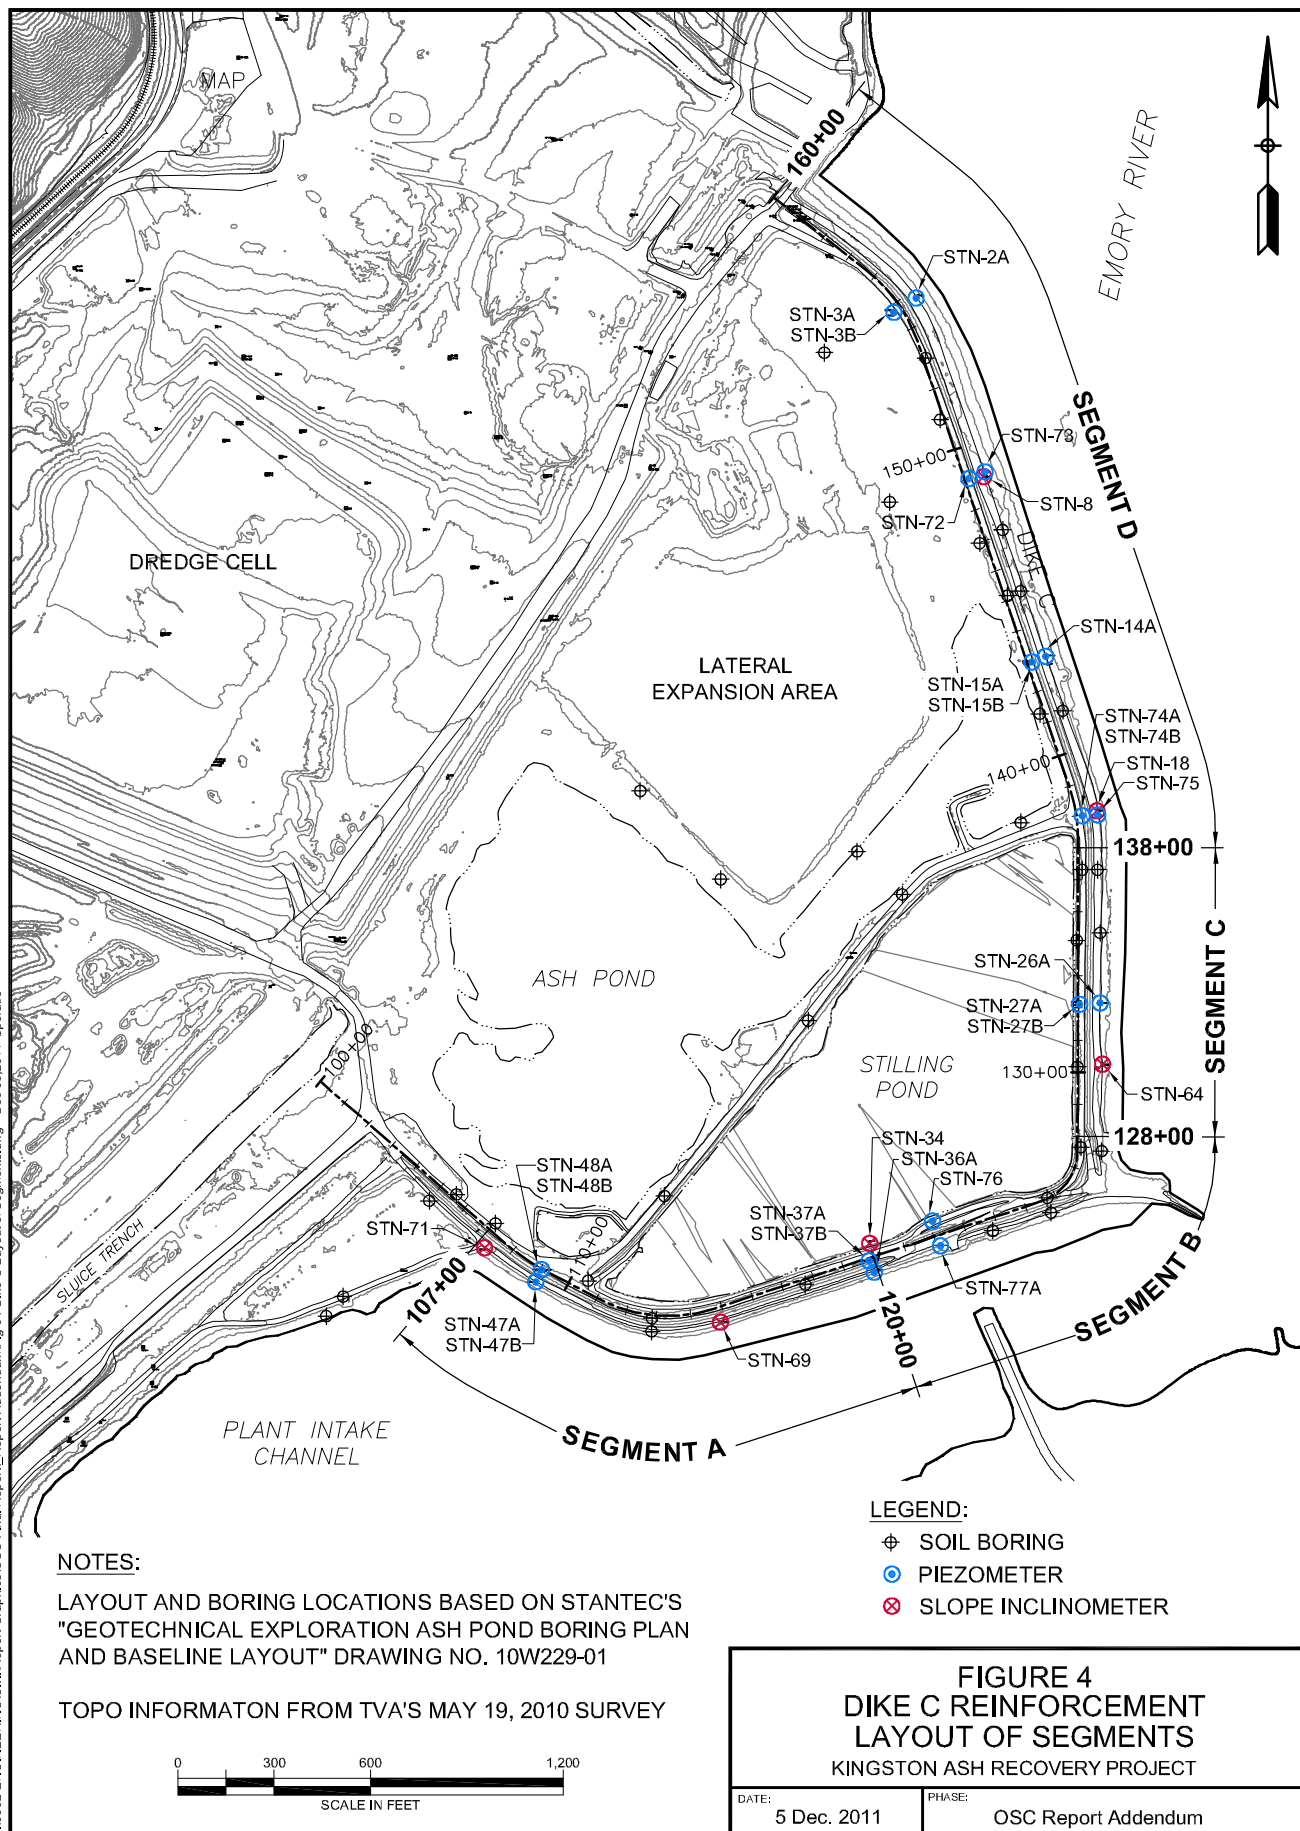 MAP
160+00
EMORY RIVER
STN-2A
STN-3A
STN-3B
SEGMENT D
STN-73
150+00
STN-8
STN-72
DIKE C
DREDGE CELL
STN-14A
LATERAL
EXPANSION AREA
STN-15A
STN-15B
STN-74A
STN-74B
140+00
STN-18
STN-75
138+00
SEGMENT C
STN-26A
ASH POND
STN-27A
STN-27B
100+00
STILLING
POND
130+00
STN-64
128+00
STN-34
STN-36A
STN-48A
STN-48B
STN-76
STN-37A
STN-37B
STN-71
SLUICE TRENCH
110+00
107+00
SEGMENT B
STN-77A
120+00
STN-47A
STN-47B
STN-69
PLANT INTAKE
CHANNEL
SEGMENT A
LEGEND:
SOIL BORING
PIEZOMETER
SLOPE INCLINOMETER
NOTES:
LAYOUT AND BORING LOCATIONS BASED ON STANTEC'S
"GEOTECHNICAL EXPLORATION ASH POND BORING PLAN
AND BASELINE LAYOUT" DRAWING NO. 10W229-01
TOPO INFORMATON FROM TVA'S MAY 19, 2010 SURVEY
0 300 600 1,200
SCALE IN FEET
FIGURE 4
DIKE C REINFORCEMENT
LAYOUT OF SEGMENTS
KINGSTON ASH RECOVERY PROJECT
DATE:
5 Dec. 2011
PHASE:
OSC Report Addendum